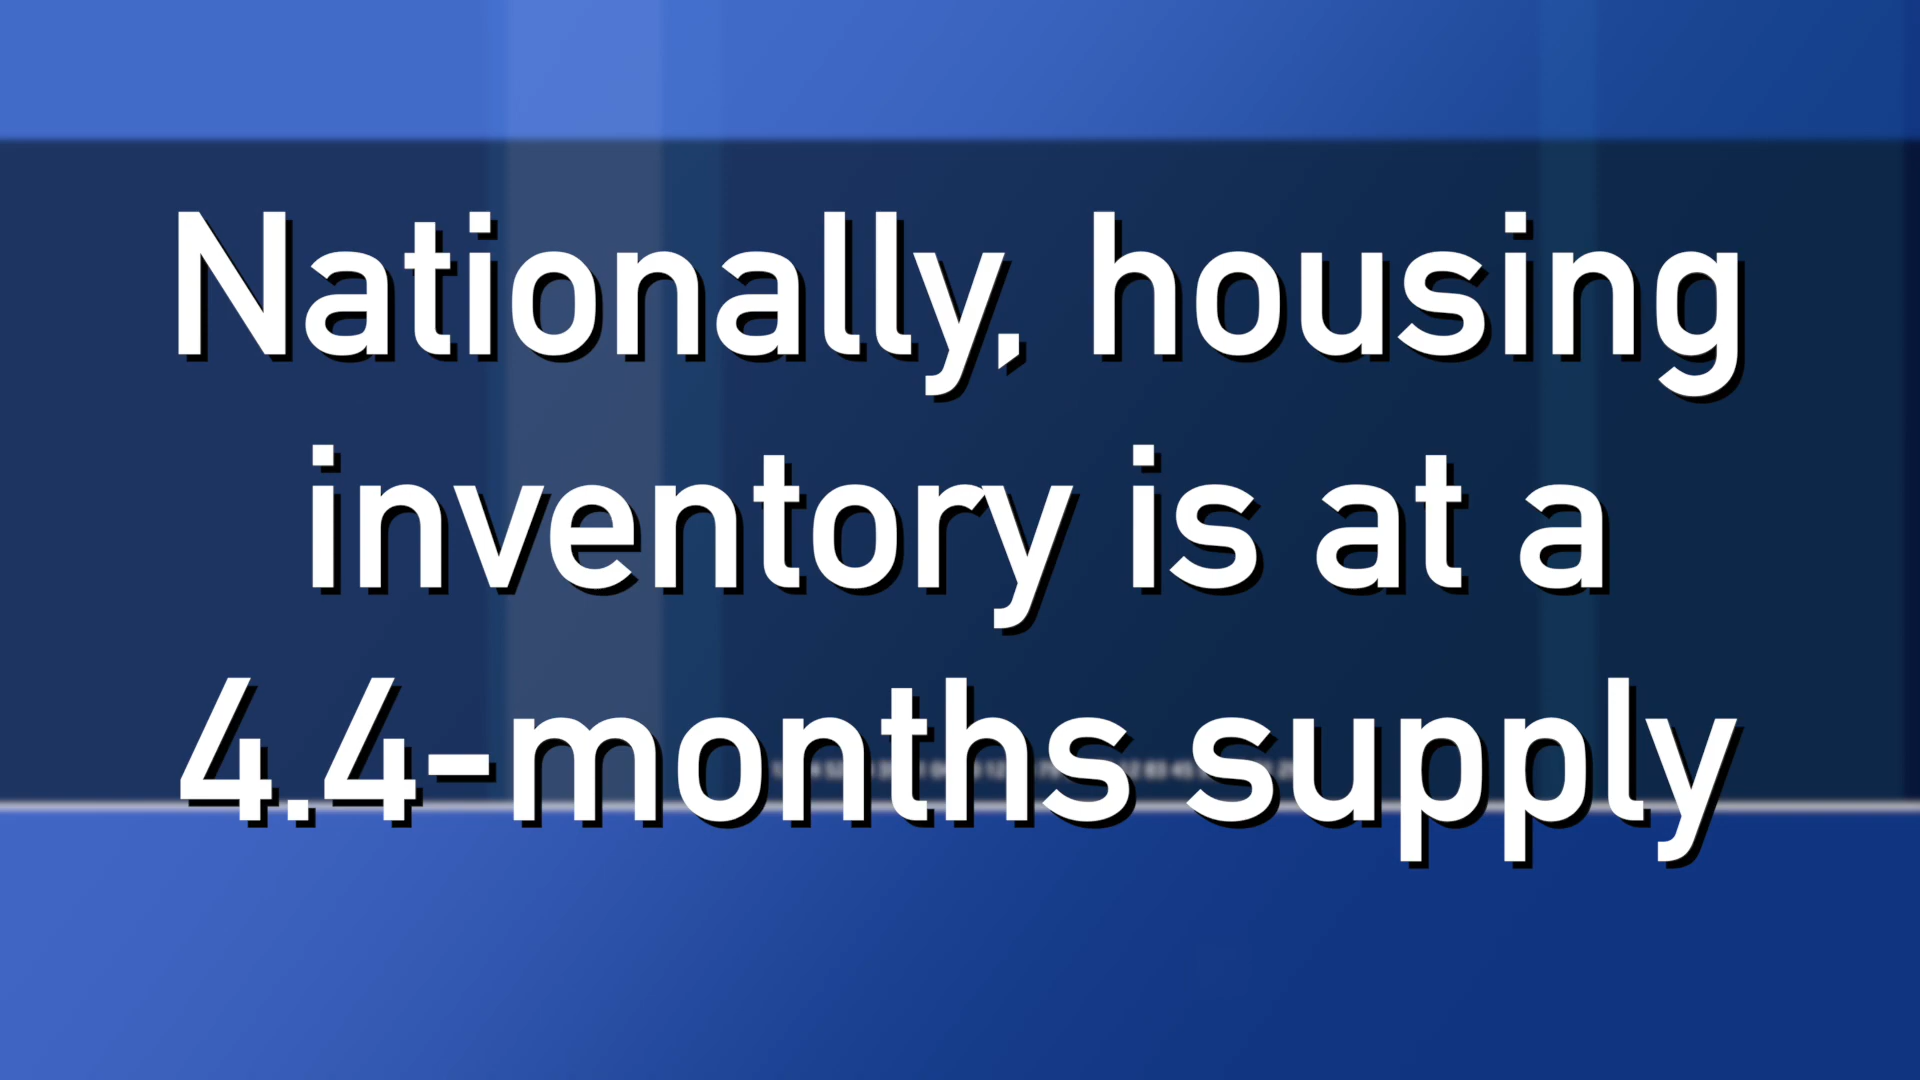 Nationally, housing
inventory is at a
4.4-months supply